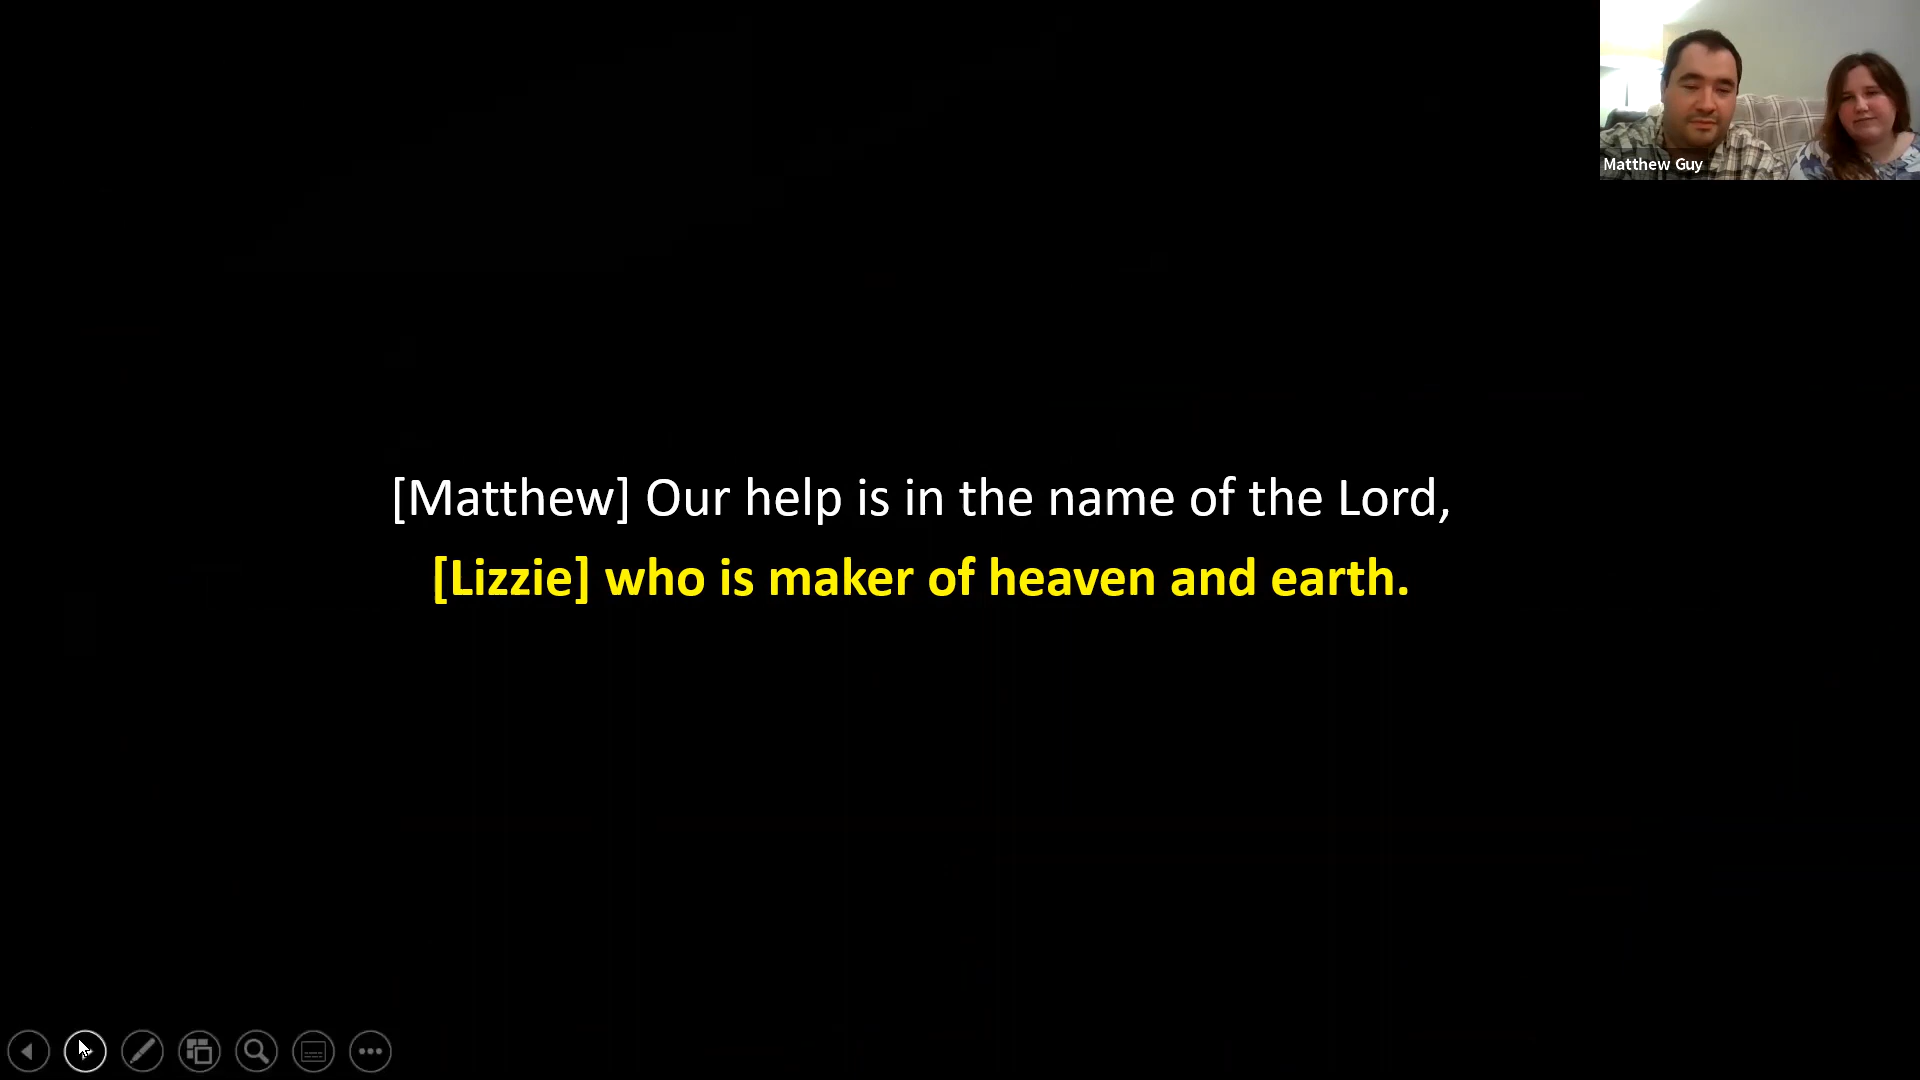 Matthew Guy
[Matthew] Our help is in the name of the Lord,
[Lizzie] who is maker of heaven and earth.